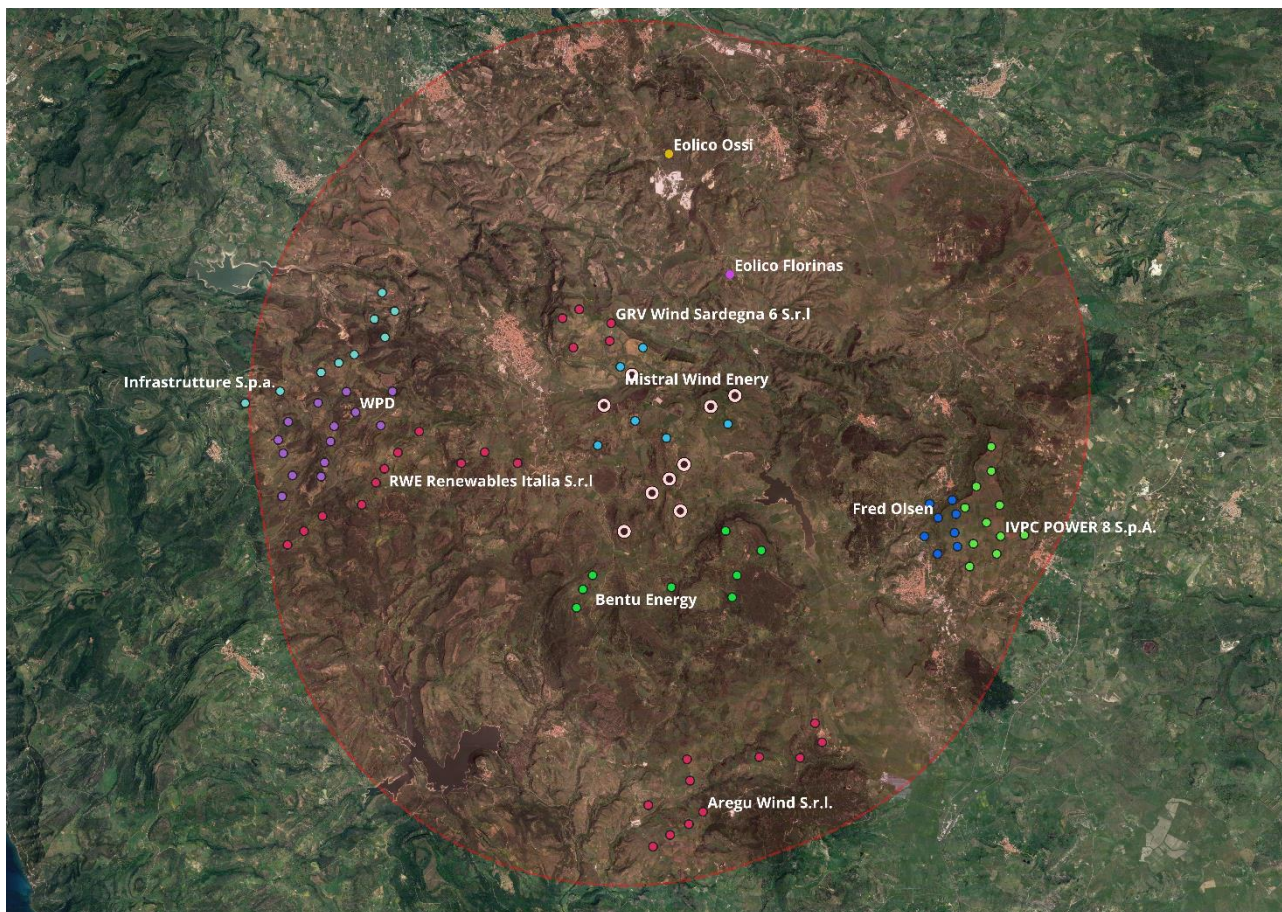 Eolico Ossi
Eolico Florinas
GRV Wind Sardegna 6 S.r.l
Mistral Wind Enery
Infrastrutture S.p.a.
WPD
RWE Renewables Italia S.r.l
Fred Olsen
IVPC POWER 8 S.p.A.
Bentu Energy
Aregu Wind S.r.l.